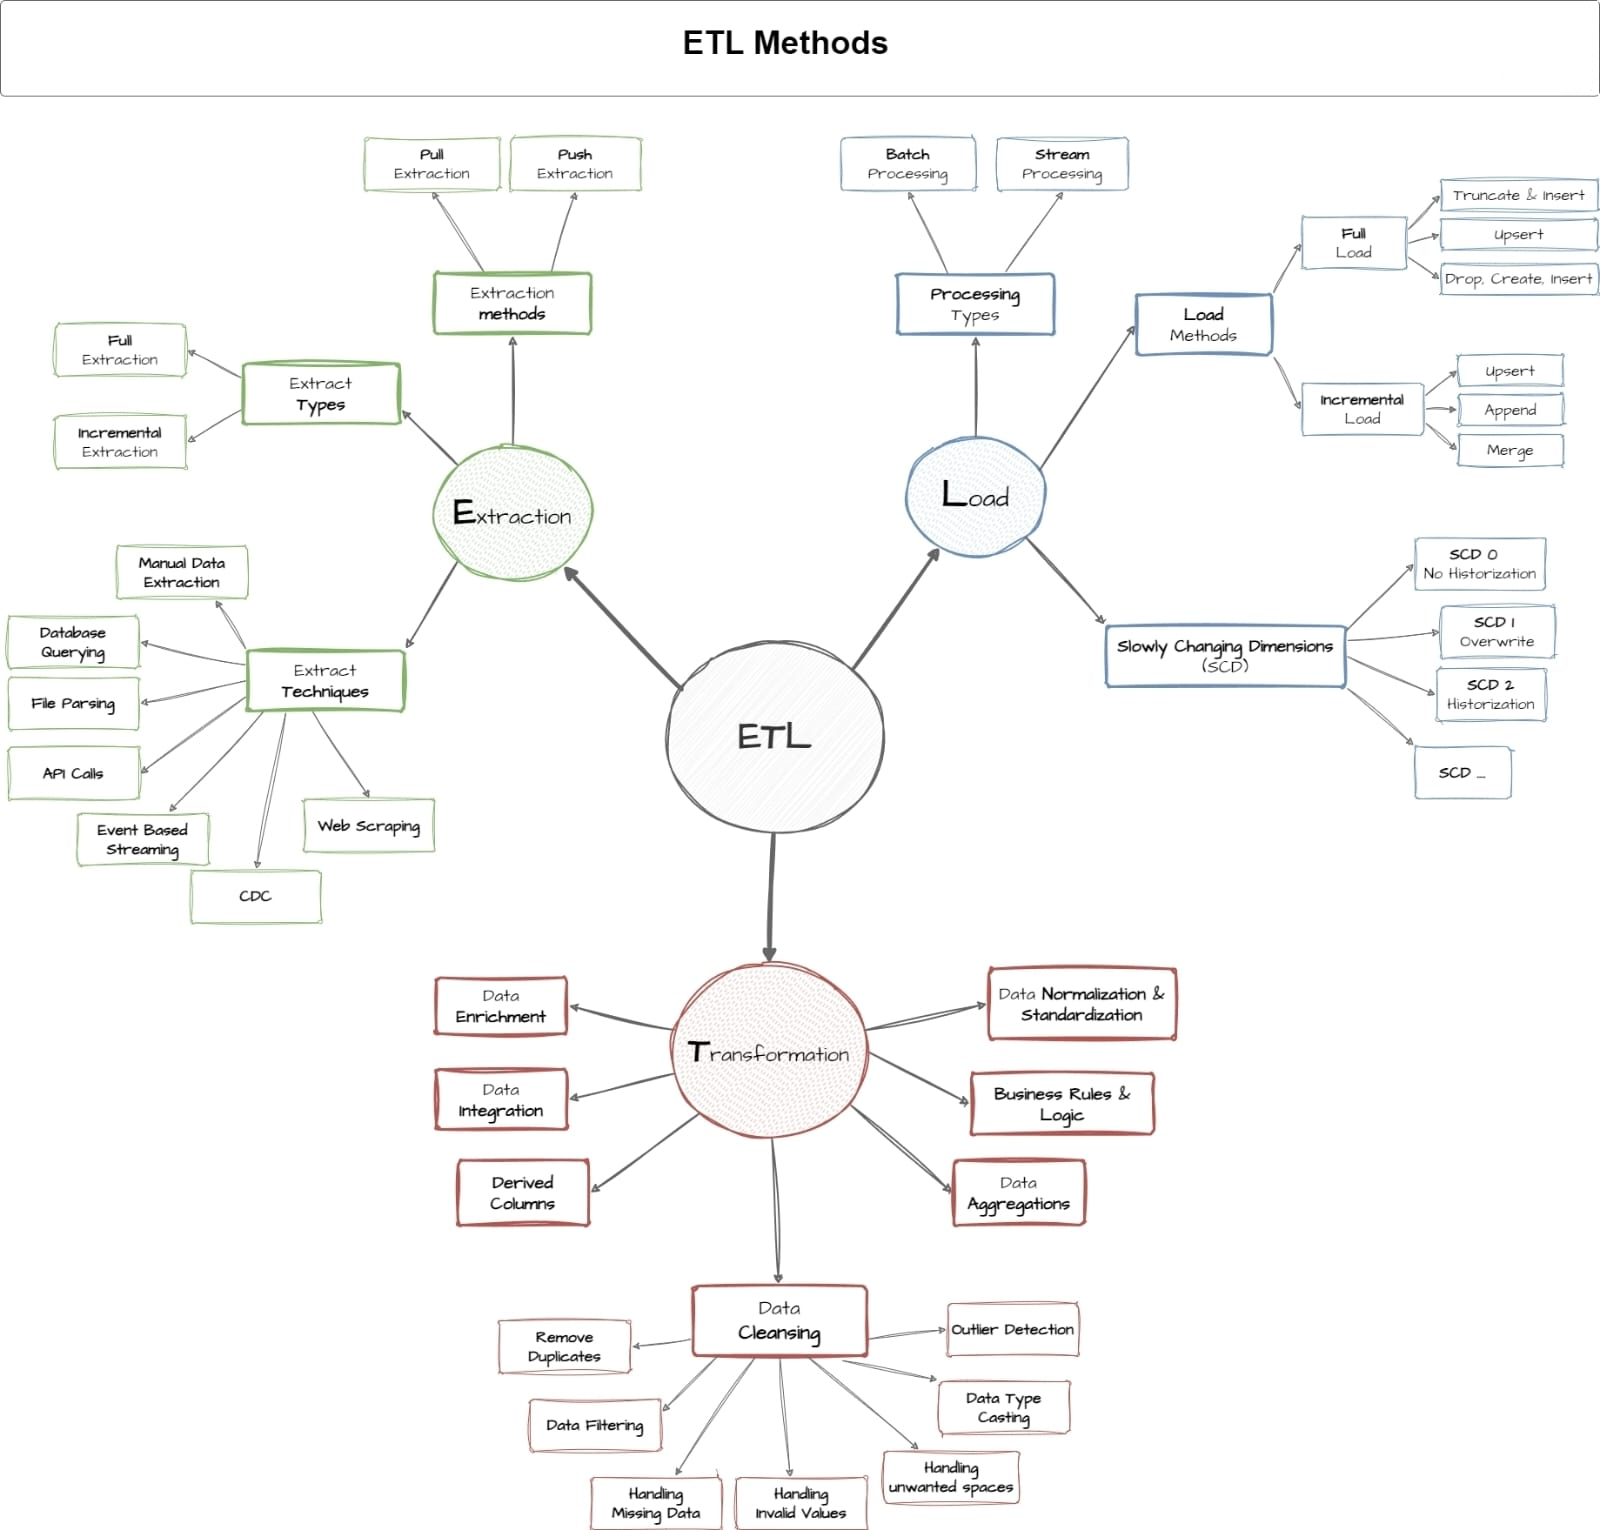 ETL Methods
Pull
Extraction
Push
Extraction
Extraction
methods
Full
Extraction
Incremental
Extraction
Extract
Types
Extraction
Manual Data
Extraction
Database
Querying
File Parsing
API Calls
Event Based
Streaming
CDC
Web Scraping
Extract
Techniques
Batch
Processing
Stream
Processing
Processing
Types
Load
Load
Methods
Full
Load
Truncate & Insert
Upsert
Drop, Create, Insert
Incremental
Load
Upsert
Append
Merge
Slowly Changing Dimensions
(SCD)
SCD 0
No Historization
SCD 1
Overwrite
SCD 2
Historization
SCD ...
ETL
Transformation
Data
Enrichment
Data
Integration
Derived
Columns
Data Normalization &
Standardization
Business Rules &
Logic
Data
Aggregations
Data
Cleansing
Remove
Duplicates
Data Filtering
Handling
Missing Data
Handling
Invalid Values
Handling
unwanted spaces
Data Type
Casting
Outlier Detection